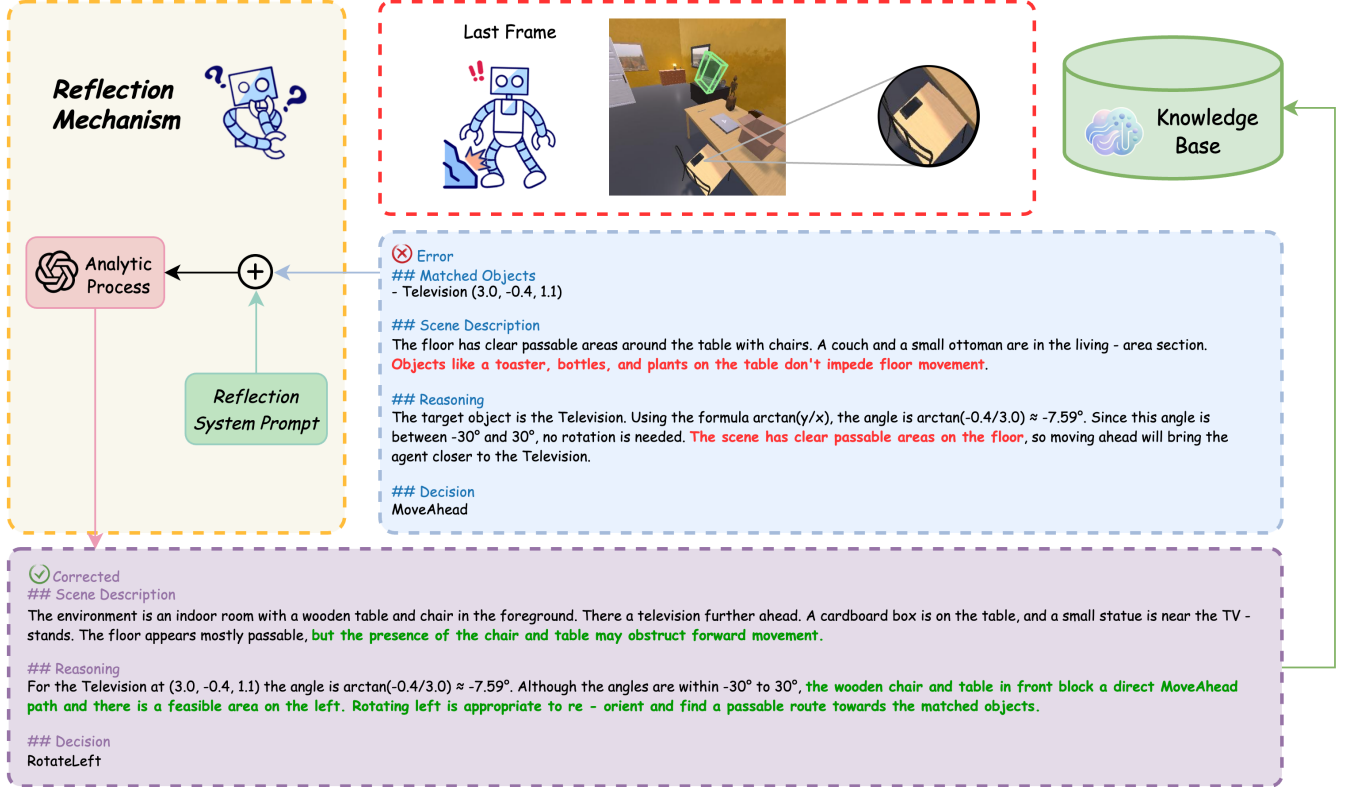 Reflection
Mechanism
Last Frame
Knowledge
Base
Analytic
Process
Reflection
System Prompt
Error
## Matched Objects
- Television (3.0, -0.4, 1.1)
## Scene Description
The floor has clear passable areas around the table with chairs. A couch and a small ottoman are in the living - area section.
Objects like a toaster, bottles, and plants on the table don't impede floor movement.
## Reasoning
The target object is the Television. Using the formula arctan(y/x), the angle is arctan(-0.4/3.0) ≈ -7.59°. Since this angle is
between -30° and 30°, no rotation is needed. The scene has clear passable areas on the floor, so moving ahead will bring the
agent closer to the Television.
## Decision
MoveAhead
Corrected
## Scene Description
The environment is an indoor room with a wooden table and chair in the foreground. There a television further ahead. A cardboard box is on the table, and a small statue is near the TV -
stands. The floor appears mostly passable, but the presence of the chair and table may obstruct forward movement.
## Reasoning
For the Television at (3.0, -0.4, 1.1) the angle is arctan(-0.4/3.0) ≈ -7.59°. Although the angles are within -30° to 30°, the wooden chair and table in front block a direct MoveAhead
path and there is a feasible area on the left. Rotating left is appropriate to re - orient and find a passable route towards the matched objects.
## Decision
RotateLeft